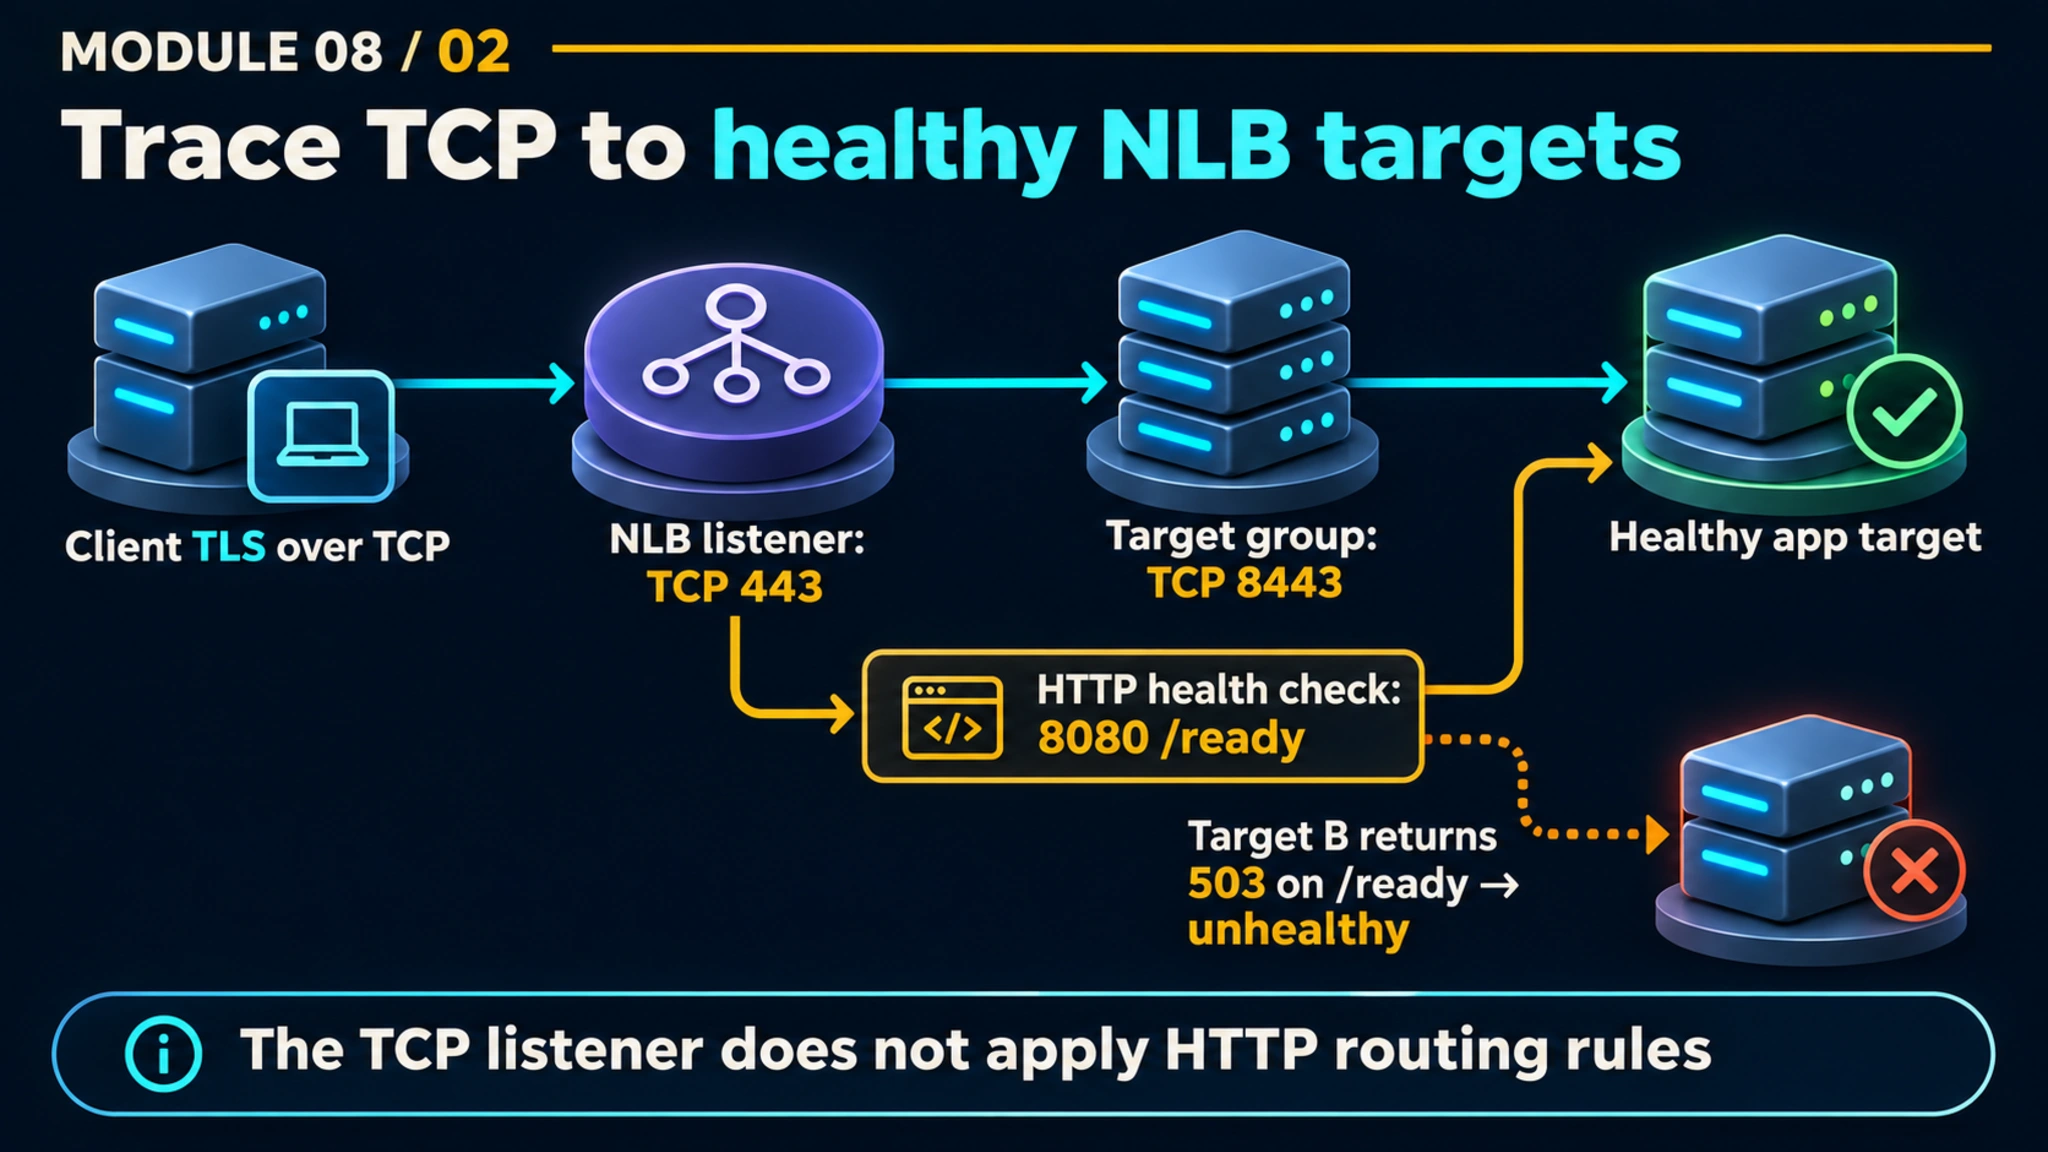 MODULE 08 / 02
Trace TCP to healthy NLB targets
Client TLS over TCP
NLB listener:
TCP 443
Target group:
TCP 8443
Healthy app target
</>
HTTP health check:
8080 /ready
Target B returns
503 on /ready →
unhealthy
i The TCP listener does not apply HTTP routing rules